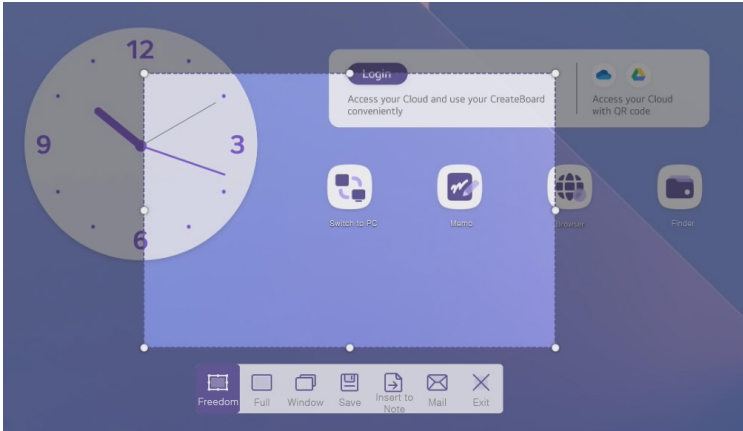 12
9
3
6
Login
Access your Cloud and use your CreateBoard
conveniently
Access your Cloud
with QR code
Switch to PC
Memo
Browser
Finder
Freedom
Full
Window
Save
Insert to
Note
Mail
Exit